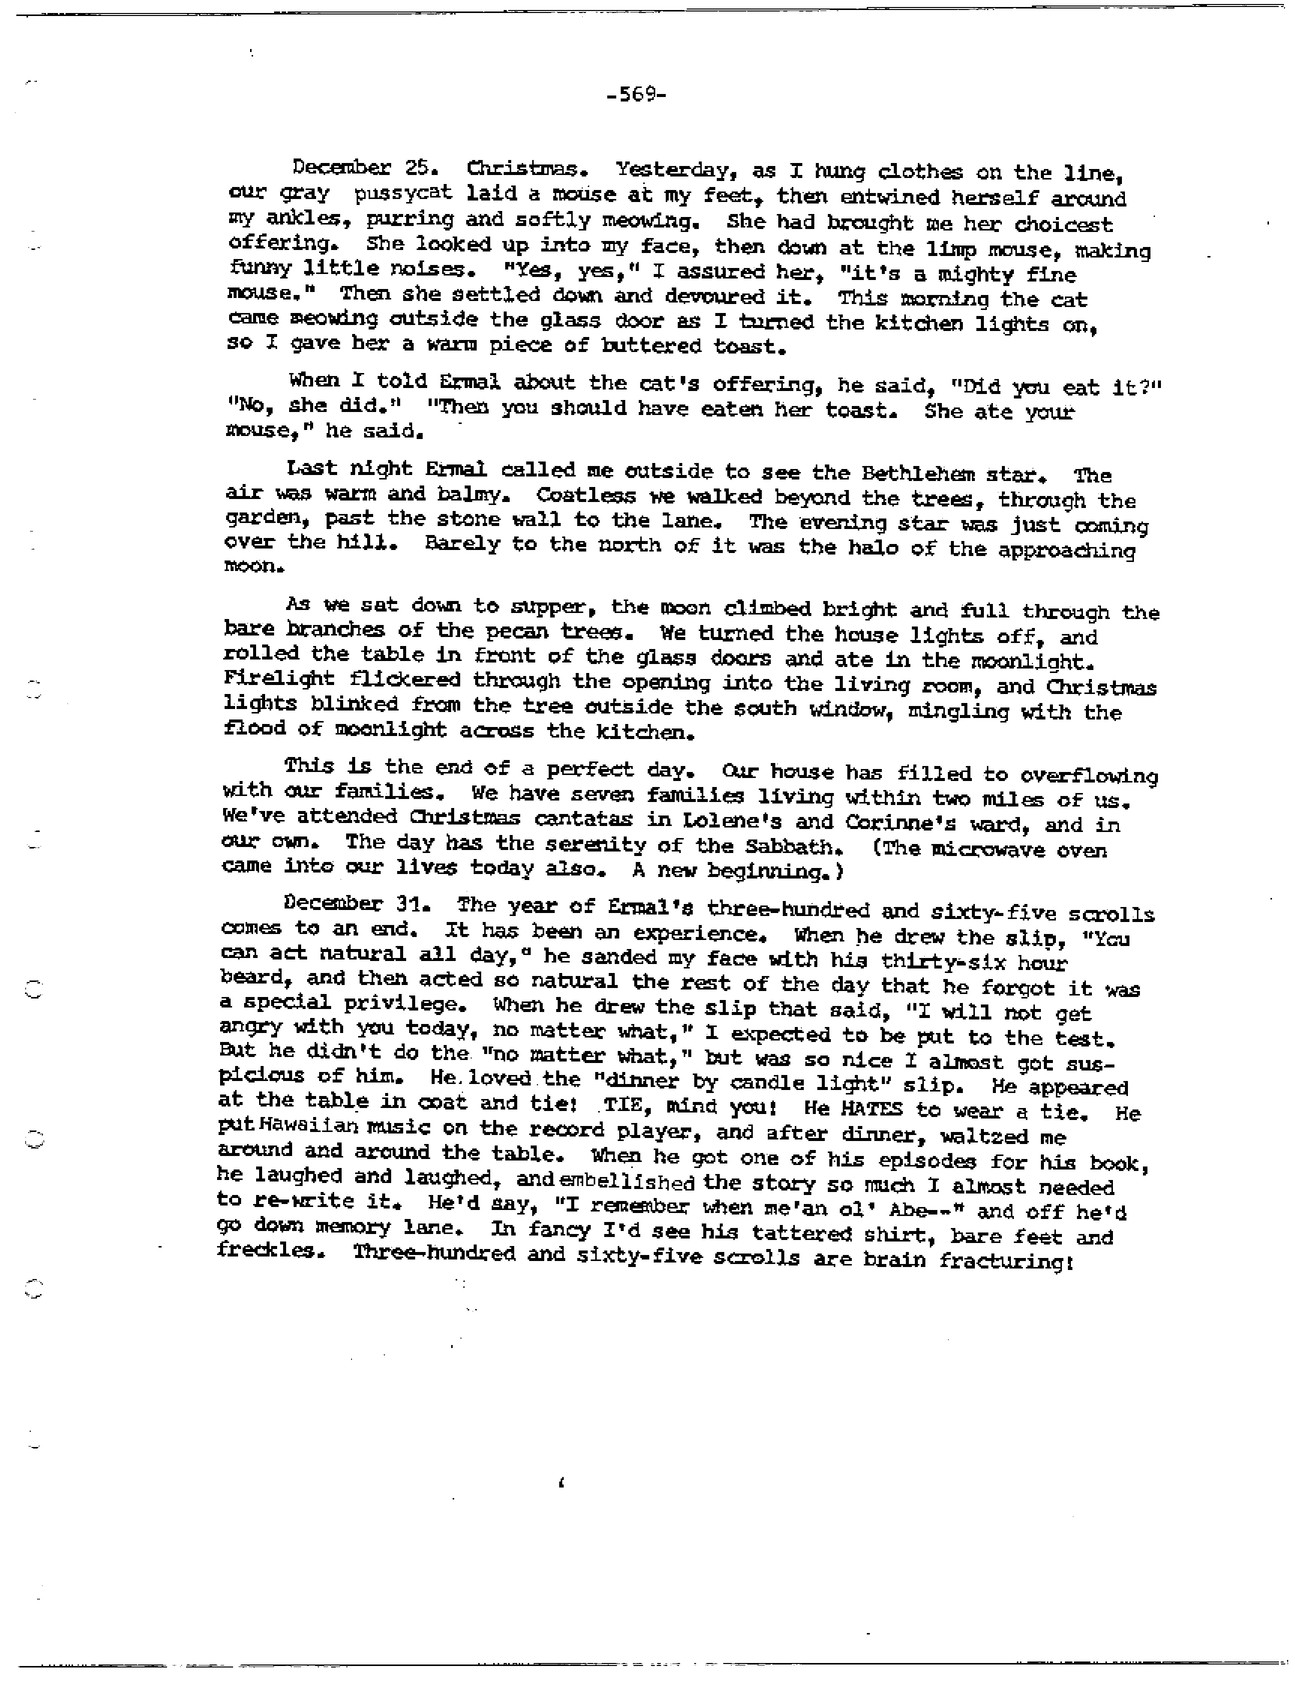 -569-
December 25. Christmas. Yesterday, as I hung clothes on the line,
our gray pussycat laid a mouse at my feet, then entwined herself around
my ankles, purring and softly meowing. She had brought me her choicest
offering. She looked up into my face, then down at the limp mouse, making
funny little noises. "Yes, yes," I assured her, "it's a mighty fine
mouse." Then she settled down and devoured it. This morning the cat
came meowing outside the glass door as I turned the kitchen lights on,
so I gave her a warm piece of buttered toast.
When I told Ermal about the cat's offering, he said, "Did you eat it?"
"No, she did." "Then you should have eaten her toast. She ate your
mouse," he said.
Last night Ermal called me outside to see the Bethlehem star. The
air was warm and balmy. Coatless we walked beyond the trees, through the
garden, past the stone wall to the lane. The evening star was just coming
over the hill. Barely to the north of it was the halo of the approaching
moon.
As we sat down to supper, the moon climbed bright and full through the
bare branches of the pecan trees. We turned the house lights off, and
rolled the table in front of the glass doors and ate in the moonlight.
Firelight flickered through the opening into the living room, and Christmas
lights blinked from the tree outside the south window, mingling with the
flood of moonlight across the kitchen.
This is the end of a perfect day. Our house has filled to overflowing
with our families. We have seven families living within two miles of us.
We've attended Christmas cantatas in Lolene's and Corinne's ward, and in
our own. The day has the serenity of the Sabbath. (The microwave oven
came into our lives today also. A new beginning.)
December 31. The year of Ermal's three-hundred and sixty-five scrolls
comes to an end. It has been an experience. When he drew the slip, "You
can act natural all day," he sanded my face with his thirty-six hour
beard, and then acted so natural the rest of the day that he forgot it was
a special privilege. When he drew the slip that said, "I will not get
angry with you today, no matter what," I expected to be put to the test.
But he didn't do the "no matter what," but was so nice I almost got sus-
picious of him. He loved the "dinner by candle light" slip. He appeared
at the table in coat and tie! TIE, mind you! He HATES to wear a tie. He
put Hawaiian music on the record player, and after dinner, waltzed me
around and around the table. When he got one of his episodes for his book,
he laughed and laughed, and embellished the story so much I almost needed
to re-write it. He'd say, "I remember when me'an ol' Abe--" and off he'd
go down memory lane. In fancy I'd see his tattered shirt, bare feet and
freckles. Three-hundred and sixty-five scrolls are brain fracturing!